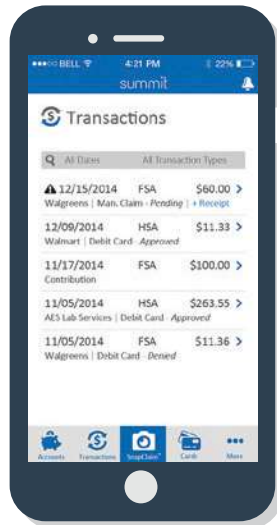 BELL 4:21 PM 22%
summit
Transactions
All Dates All Transaction Types
12/15/2014 FSA $60.00 >
Walgreens | Man. Claim - Pending | + Receipt
12/09/2014 HSA $11.33 >
Walmart | Debit Card - Approved
11/17/2014 FSA $100.00 >
Contribution
11/05/2014 HSA $263.55 >
AES Lab Services | Debit Card - Approved
11/05/2014 FSA $11.36 >
Walgreens | Debit Card - Denied
Accounts Transactions SnapClaim™ Cards More